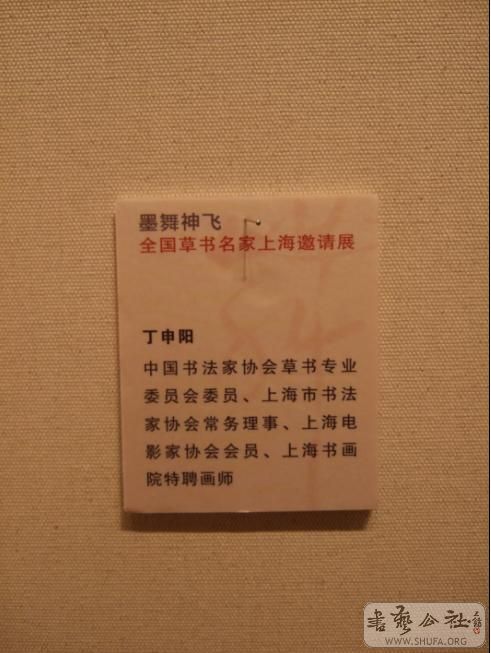 墨舞神飞
全国草书名家上海邀请展
丁申阳
中国书法家协会草书专业
委员会委员、上海市书法
家协会常务理事、上海电
影家协会会员、上海书画
院特聘画师
書藝公社
WWW.SHUFA.ORG